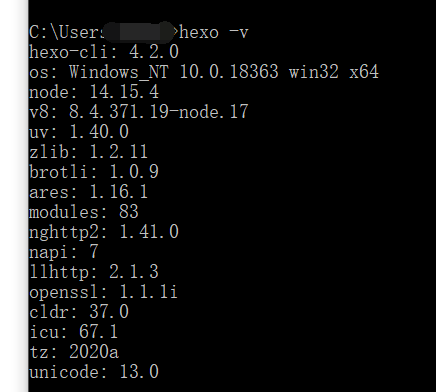 C:\Users >hexo -v
hexo-cli: 4.2.0
os: Windows_NT 10.0.18363 win32 x64
node: 14.15.4
v8: 8.4.371.19-node.17
uv: 1.40.0
zlib: 1.2.11
brotli: 1.0.9
ares: 1.16.1
modules: 83
nghttp2: 1.41.0
napi: 7
llhttp: 2.1.3
openssl: 1.1.1i
cldr: 37.0
icu: 67.1
tz: 2020a
unicode: 13.0